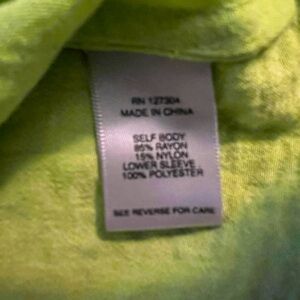 RN 127304
MADE IN CHINA
SELF BODY
85% RAYON
15% NYLON
LOWER SLEEVE
100% POLYESTER
SEE REVERSE FOR CARE